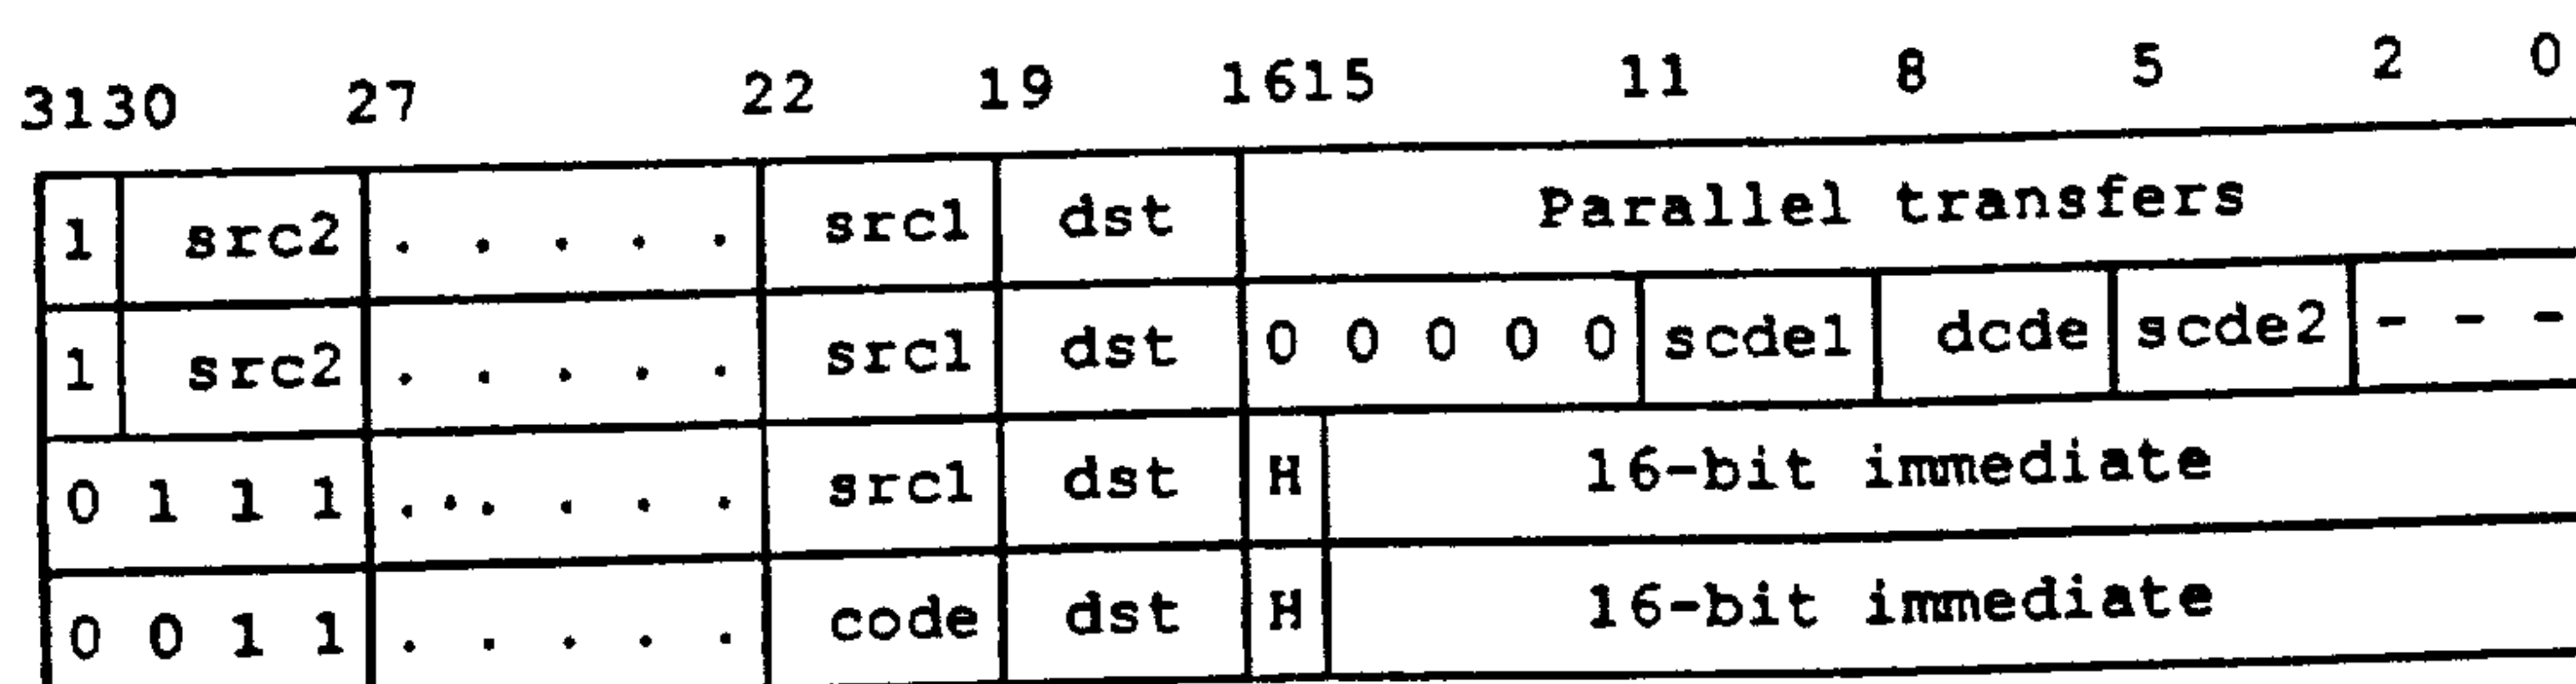 3130 27 22 19 1615 11 8 5 2 0
1 src2 . . . . . src1 dst Parallel transfers
1 src2 . . . . . src1 dst 0 0 0 0 0 scde1 dcde scde2 - - -
0 1 1 1 . . . . . . src1 dst H 16-bit immediate
0 0 1 1 . . . . . code dst H 16-bit immediate